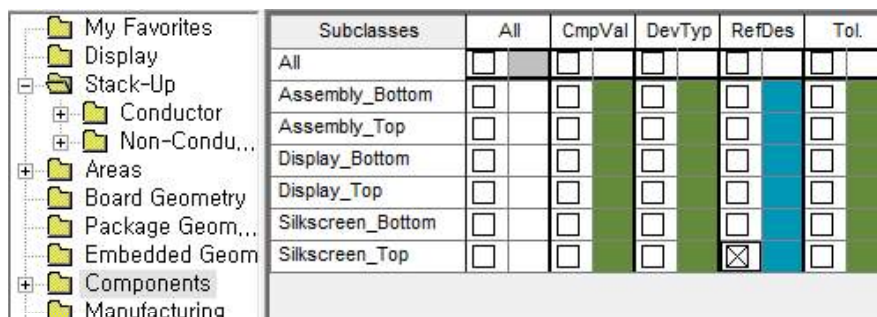 My Favorites
Display
Stack-Up
Conductor
Non-Condu...
Areas
Board Geometry
Package Geom...
Embedded Geom
Components
Manufacturing
Subclasses All CmpVal DevTyp RefDes Tol.
All
Assembly_Bottom
Assembly_Top
Display_Bottom
Display_Top
Silkscreen_Bottom
Silkscreen_Top